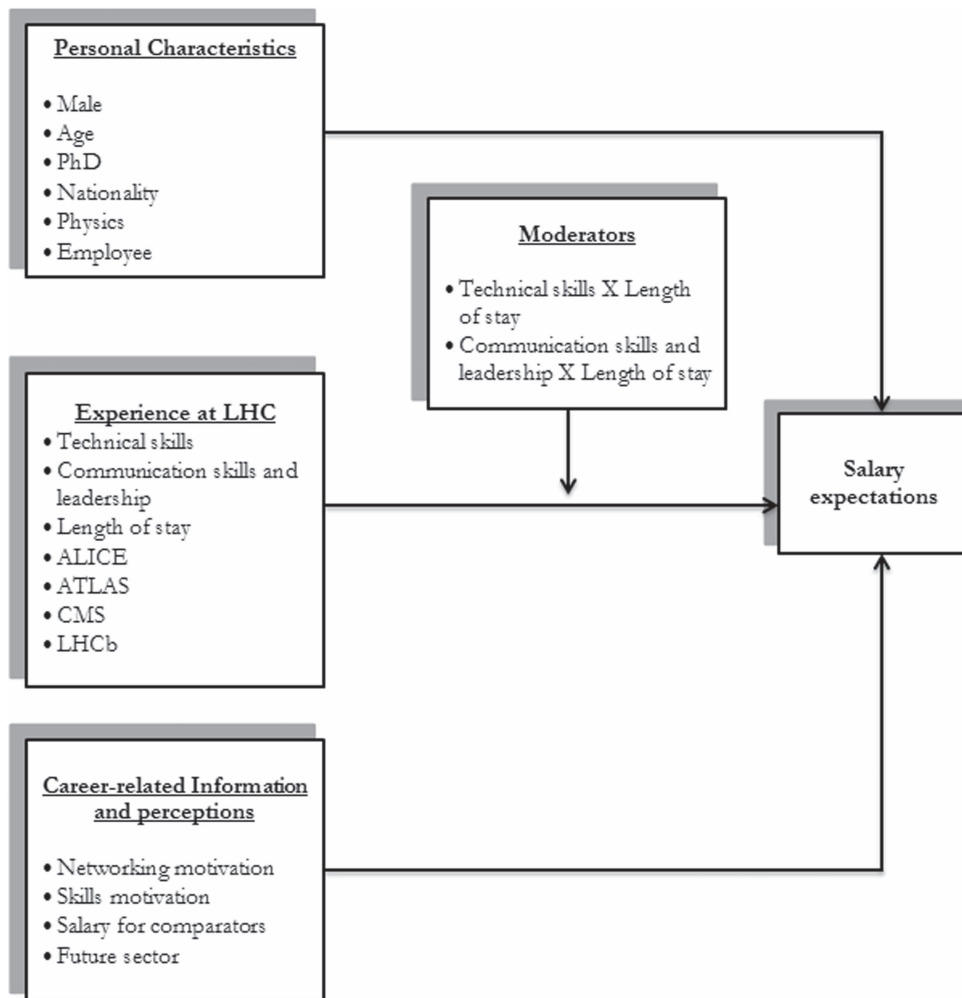 Personal Characteristics
• Male
• Age
• PhD
• Nationality
• Physics
• Employee
Moderators
• Technical skills X Length
of stay
• Communication skills and
leadership X Length of stay
Experience at LHC
• Technical skills
• Communication skills and
leadership
• Length of stay
• ALICE
• ATLAS
• CMS
• LHCb
Salary
expectations
Career-related Information
and perceptions
• Networking motivation
• Skills motivation
• Salary for comparators
• Future sector